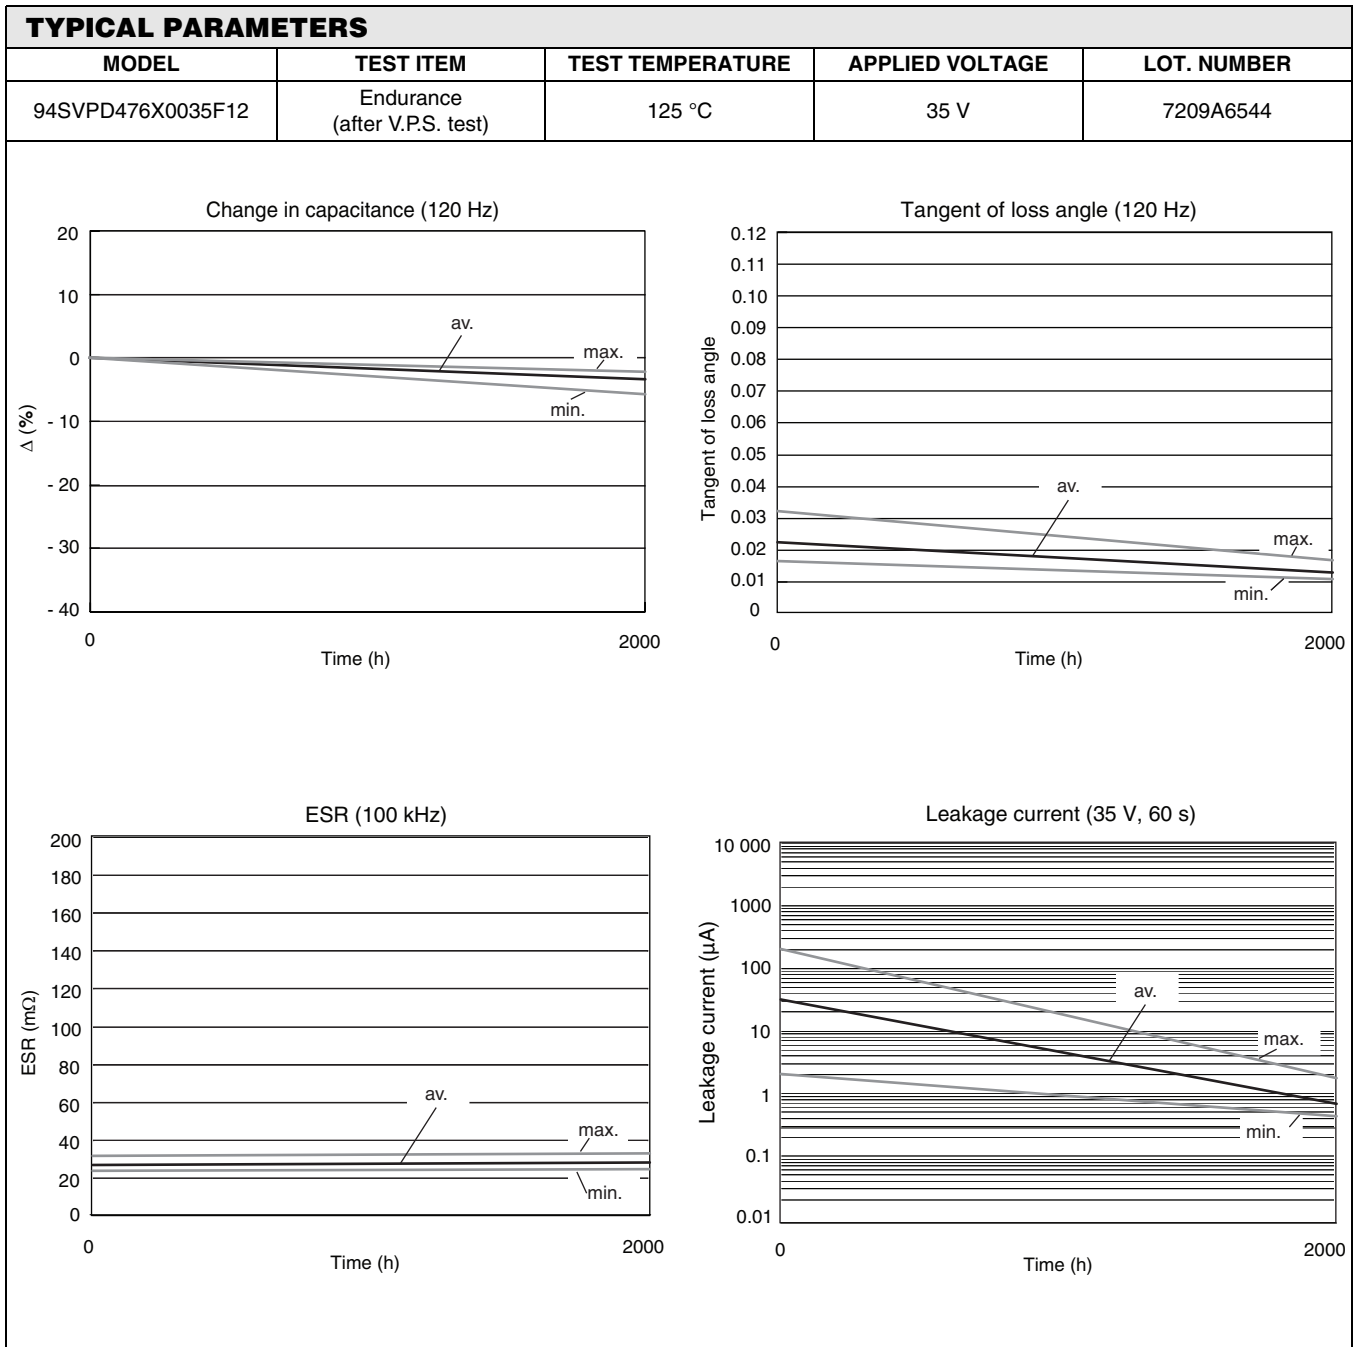 TYPICAL PARAMETERS
MODEL TEST ITEM TEST TEMPERATURE APPLIED VOLTAGE LOT. NUMBER
94SVPD476X0035F12 Endurance (after V.P.S. test) 125 °C 35 V 7209A6544
Change in capacitance (120 Hz)
20
10
0
- 10
- 20
- 30
- 40
Δ (%)
av.
max.
min.
0 2000
Time (h)
Tangent of loss angle (120 Hz)
0.12
0.11
0.10
0.09
0.08
0.07
0.06
0.05
0.04
0.03
0.02
0.01
0
Tangent of loss angle
av.
max.
min.
0 2000
Time (h)
ESR (100 kHz)
200
180
160
140
120
100
80
60
40
20
0
ESR (mΩ)
av.
max.
min.
0 2000
Time (h)
Leakage current (35 V, 60 s)
10 000
1000
100
10
1
0.1
0.01
Leakage current (µA)
av.
max.
min.
0 2000
Time (h)